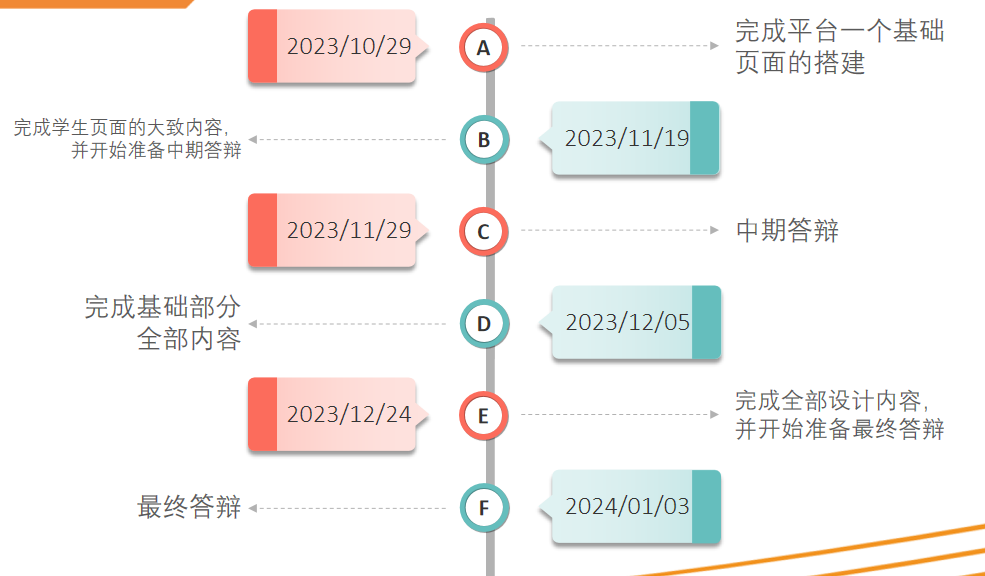 2023/10/29
A
完成平台一个基础
页面的搭建
完成学生页面的大致内容，
并开始准备中期答辩
B
2023/11/19
2023/11/29
C
中期答辩
完成基础部分
全部内容
D
2023/12/05
2023/12/24
E
完成全部设计内容，
并开始准备最终答辩
最终答辩
F
2024/01/03